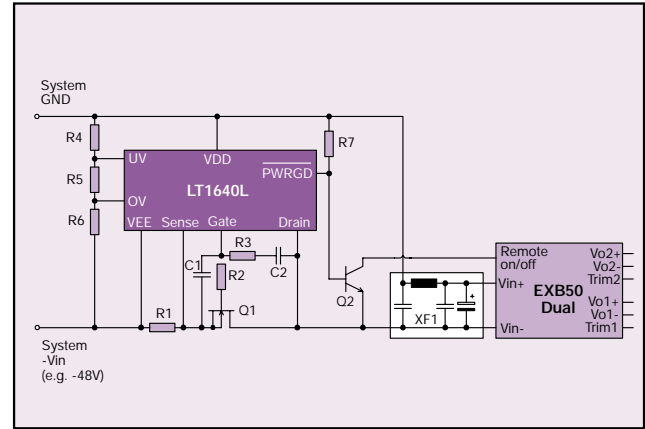 System
GND
R4
R7
UV
VDD
PWRGD
R5
LT1640L
OV
R6
VEE Sense Gate Drain
R3
C1
R2
C2
R1
Q1
Q2
Remote
on/off
Vo2+
Vo2-
Trim2
Vin+
EXB50
Dual
Vo1+
Vo1-
Trim1
+
XF1
Vin-
System
-Vin
(e.g. -48V)